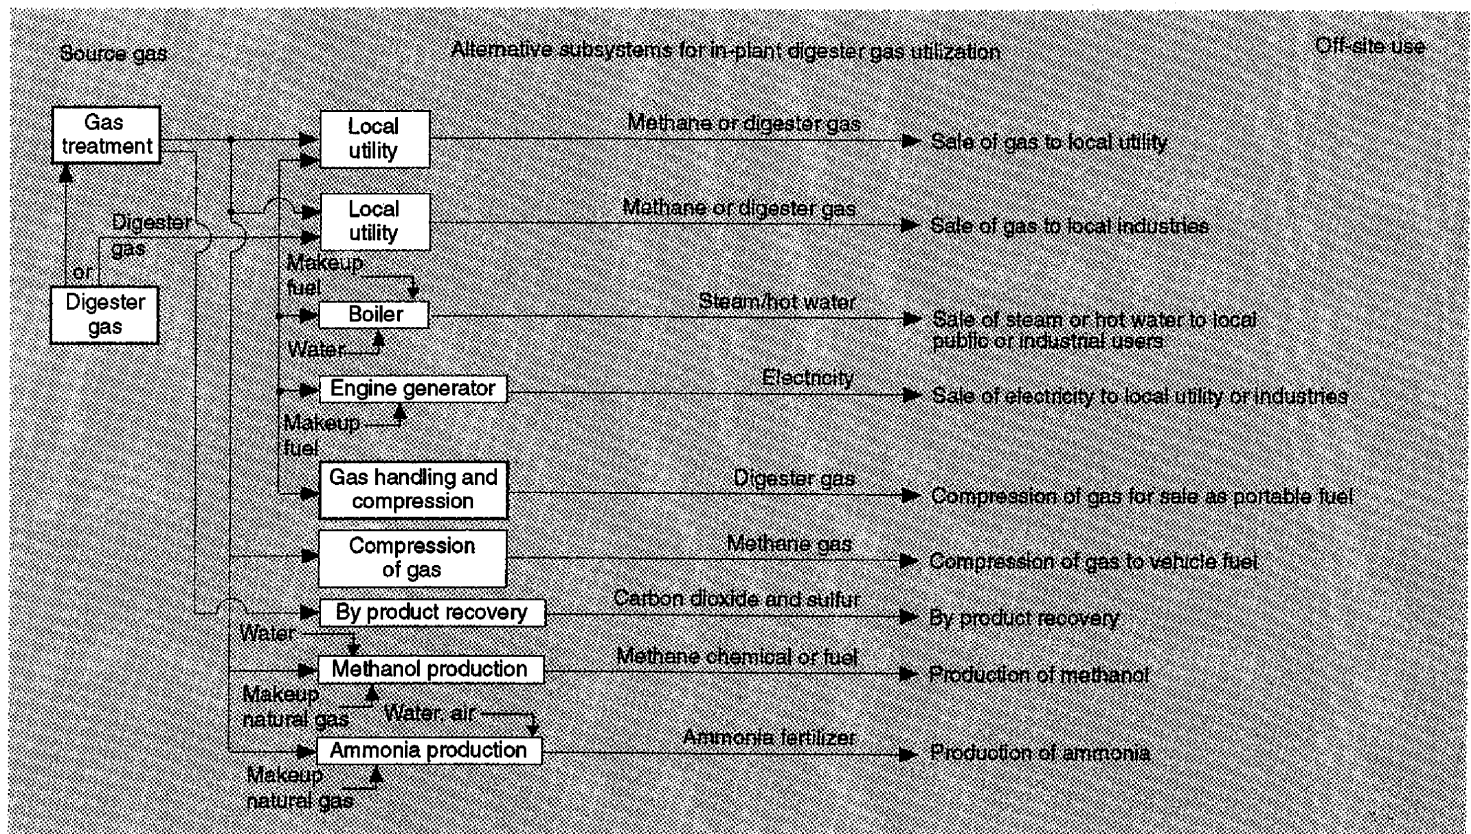 Source gas
Alternative subsystems for in-plant digester gas utilization
Off-site use
Gas
treatment
Local
utility
Methane or digester gas
Sale of gas to local utility
Digester
gas
Local
utility
Methane or digester gas
Sale of gas to local industries
or
Digester
gas
Makeup
fuel
Boiler
Water
Steam/hot water
Sale of steam or hot water to local
public or industrial users
Engine generator
Makeup
fuel
Electricity
Sale of electricity to local utility or industries
Gas handling and
compression
Digester gas
Compression of gas for sale as portable fuel
Compression
of gas
Methane gas
Compression of gas to vehicle fuel
By product recovery
Carbon dioxide and sulfur
By product recovery
Water
Methanol production
Makeup
natural gas
Methane chemical or fuel
Production of methanol
Water, air
Ammonia production
Makeup
natural gas
Ammonia fertilizer
Production of ammonia